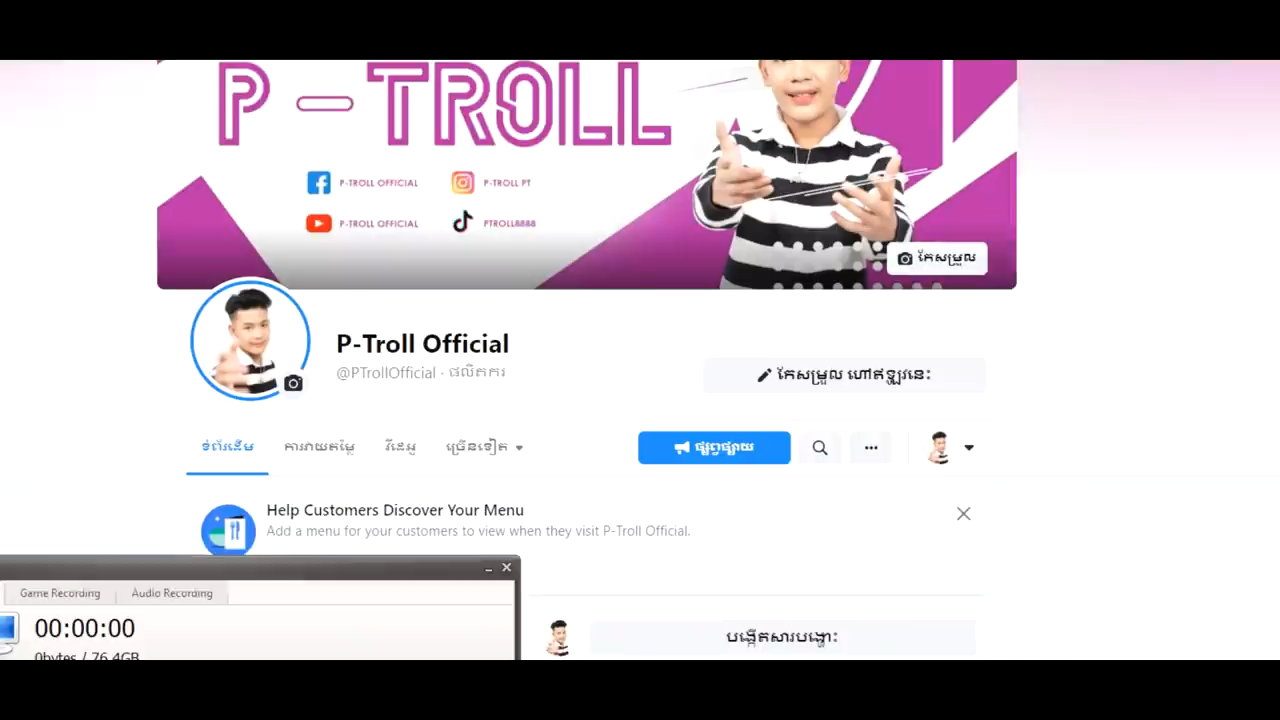 P - TROLL
P-TROLL OFFICIAL
P-TROLL PT
P-TROLL OFFICIAL
PTROLL8888
កែសម្រួល
P-Troll Official
@PTrollOfficial · ផលិតករ
កែសម្រួល ហៅឥឡូវនេះ
ទំព័រដើម
ការវាយតម្លៃ
វីដេអូ
ច្រើនទៀត
ផ្សព្វផ្សាយ
Help Customers Discover Your Menu
Add a menu for your customers to view when they visit P-Troll Official.
Game Recording
Audio Recording
00:00:00
0bytes / 76.4GB
បង្កើតសារបង្ហោះ